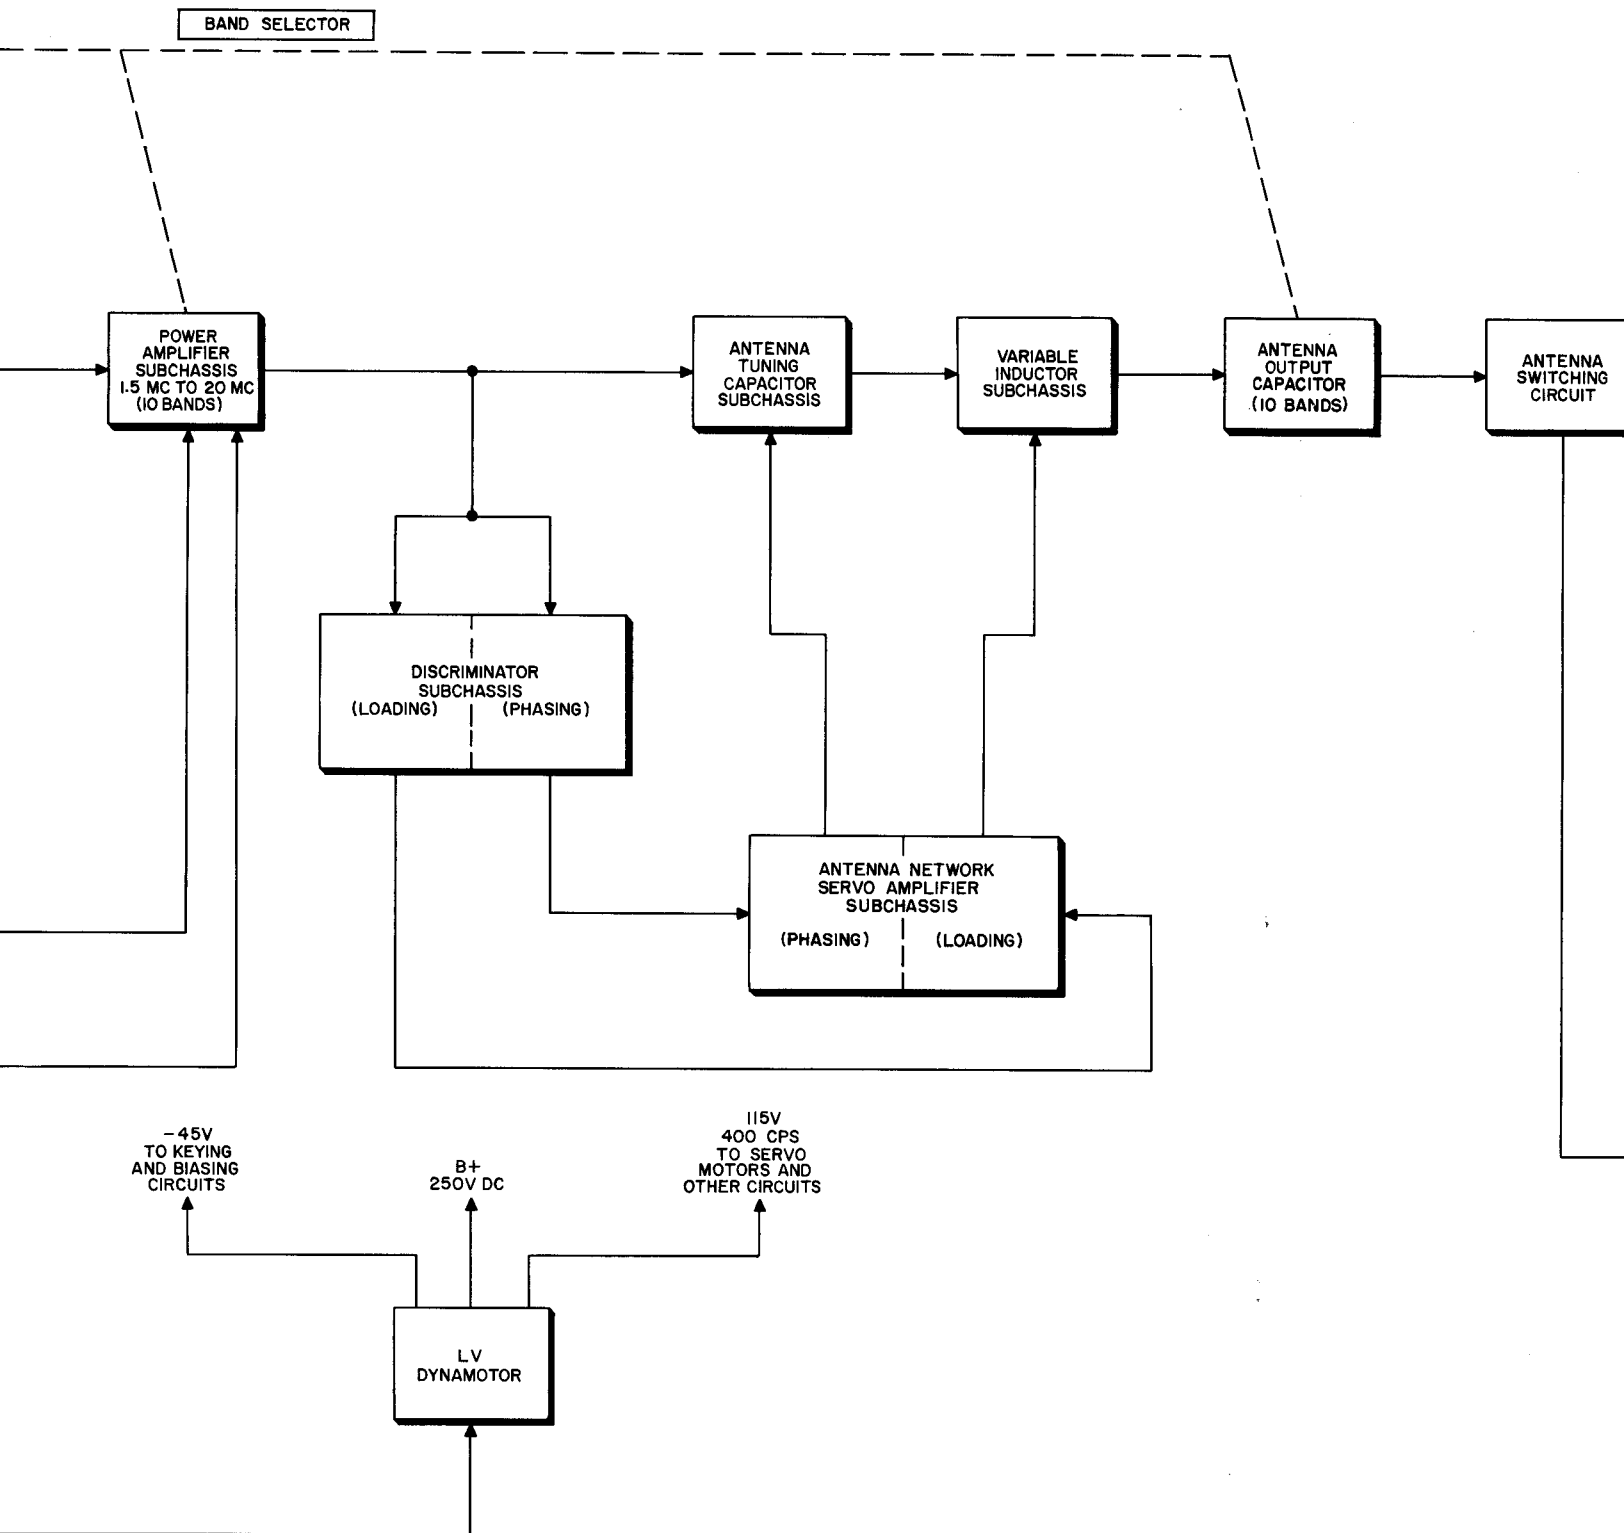 BAND SELECTOR
POWER
AMPLIFIER
SUBCHASSIS
1.5 MC TO 20 MC
(10 BANDS)
ANTENNA
TUNING
CAPACITOR
SUBCHASSIS
VARIABLE
INDUCTOR
SUBCHASSIS
ANTENNA
OUTPUT
CAPACITOR
(10 BANDS)
ANTENNA
SWITCHING
CIRCUIT
DISCRIMINATOR
SUBCHASSIS
(LOADING) (PHASING)
ANTENNA NETWORK
SERVO AMPLIFIER
SUBCHASSIS
(PHASING) (LOADING)
-45V
TO KEYING
AND BIASING
CIRCUITS
B+
250V DC
115V
400 CPS
TO SERVO
MOTORS AND
OTHER CIRCUITS
LV
DYNAMOTOR